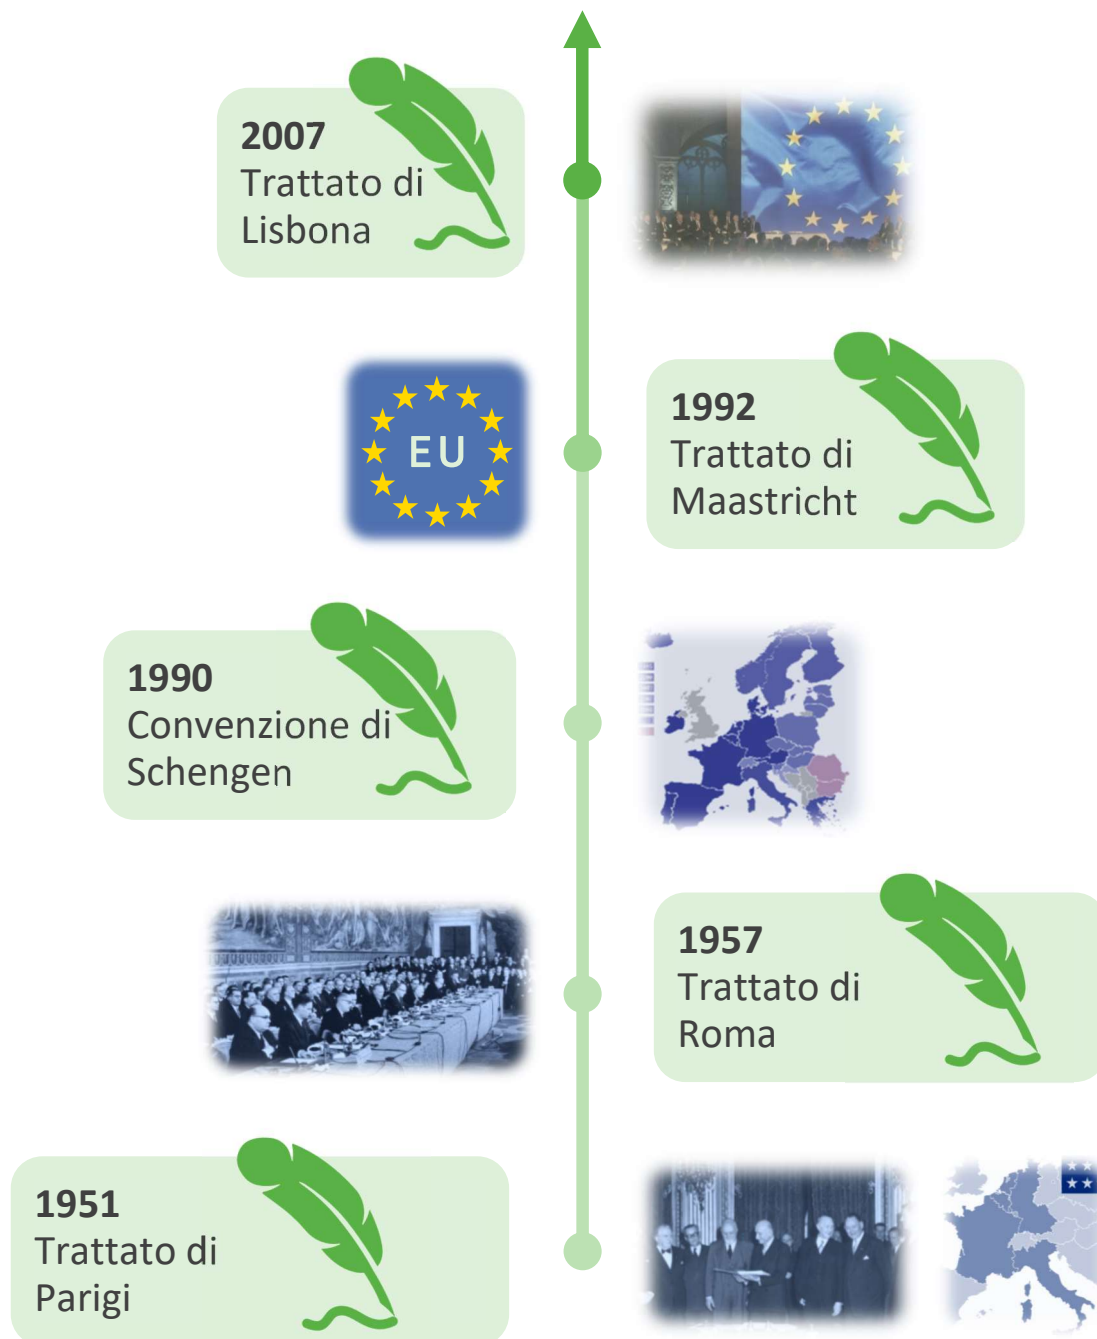 2007
Trattato di
Lisbona
EU
1992
Trattato di
Maastricht
1990
Convenzione di
Schengen
1957
Trattato di
Roma
1951
Trattato di
Parigi